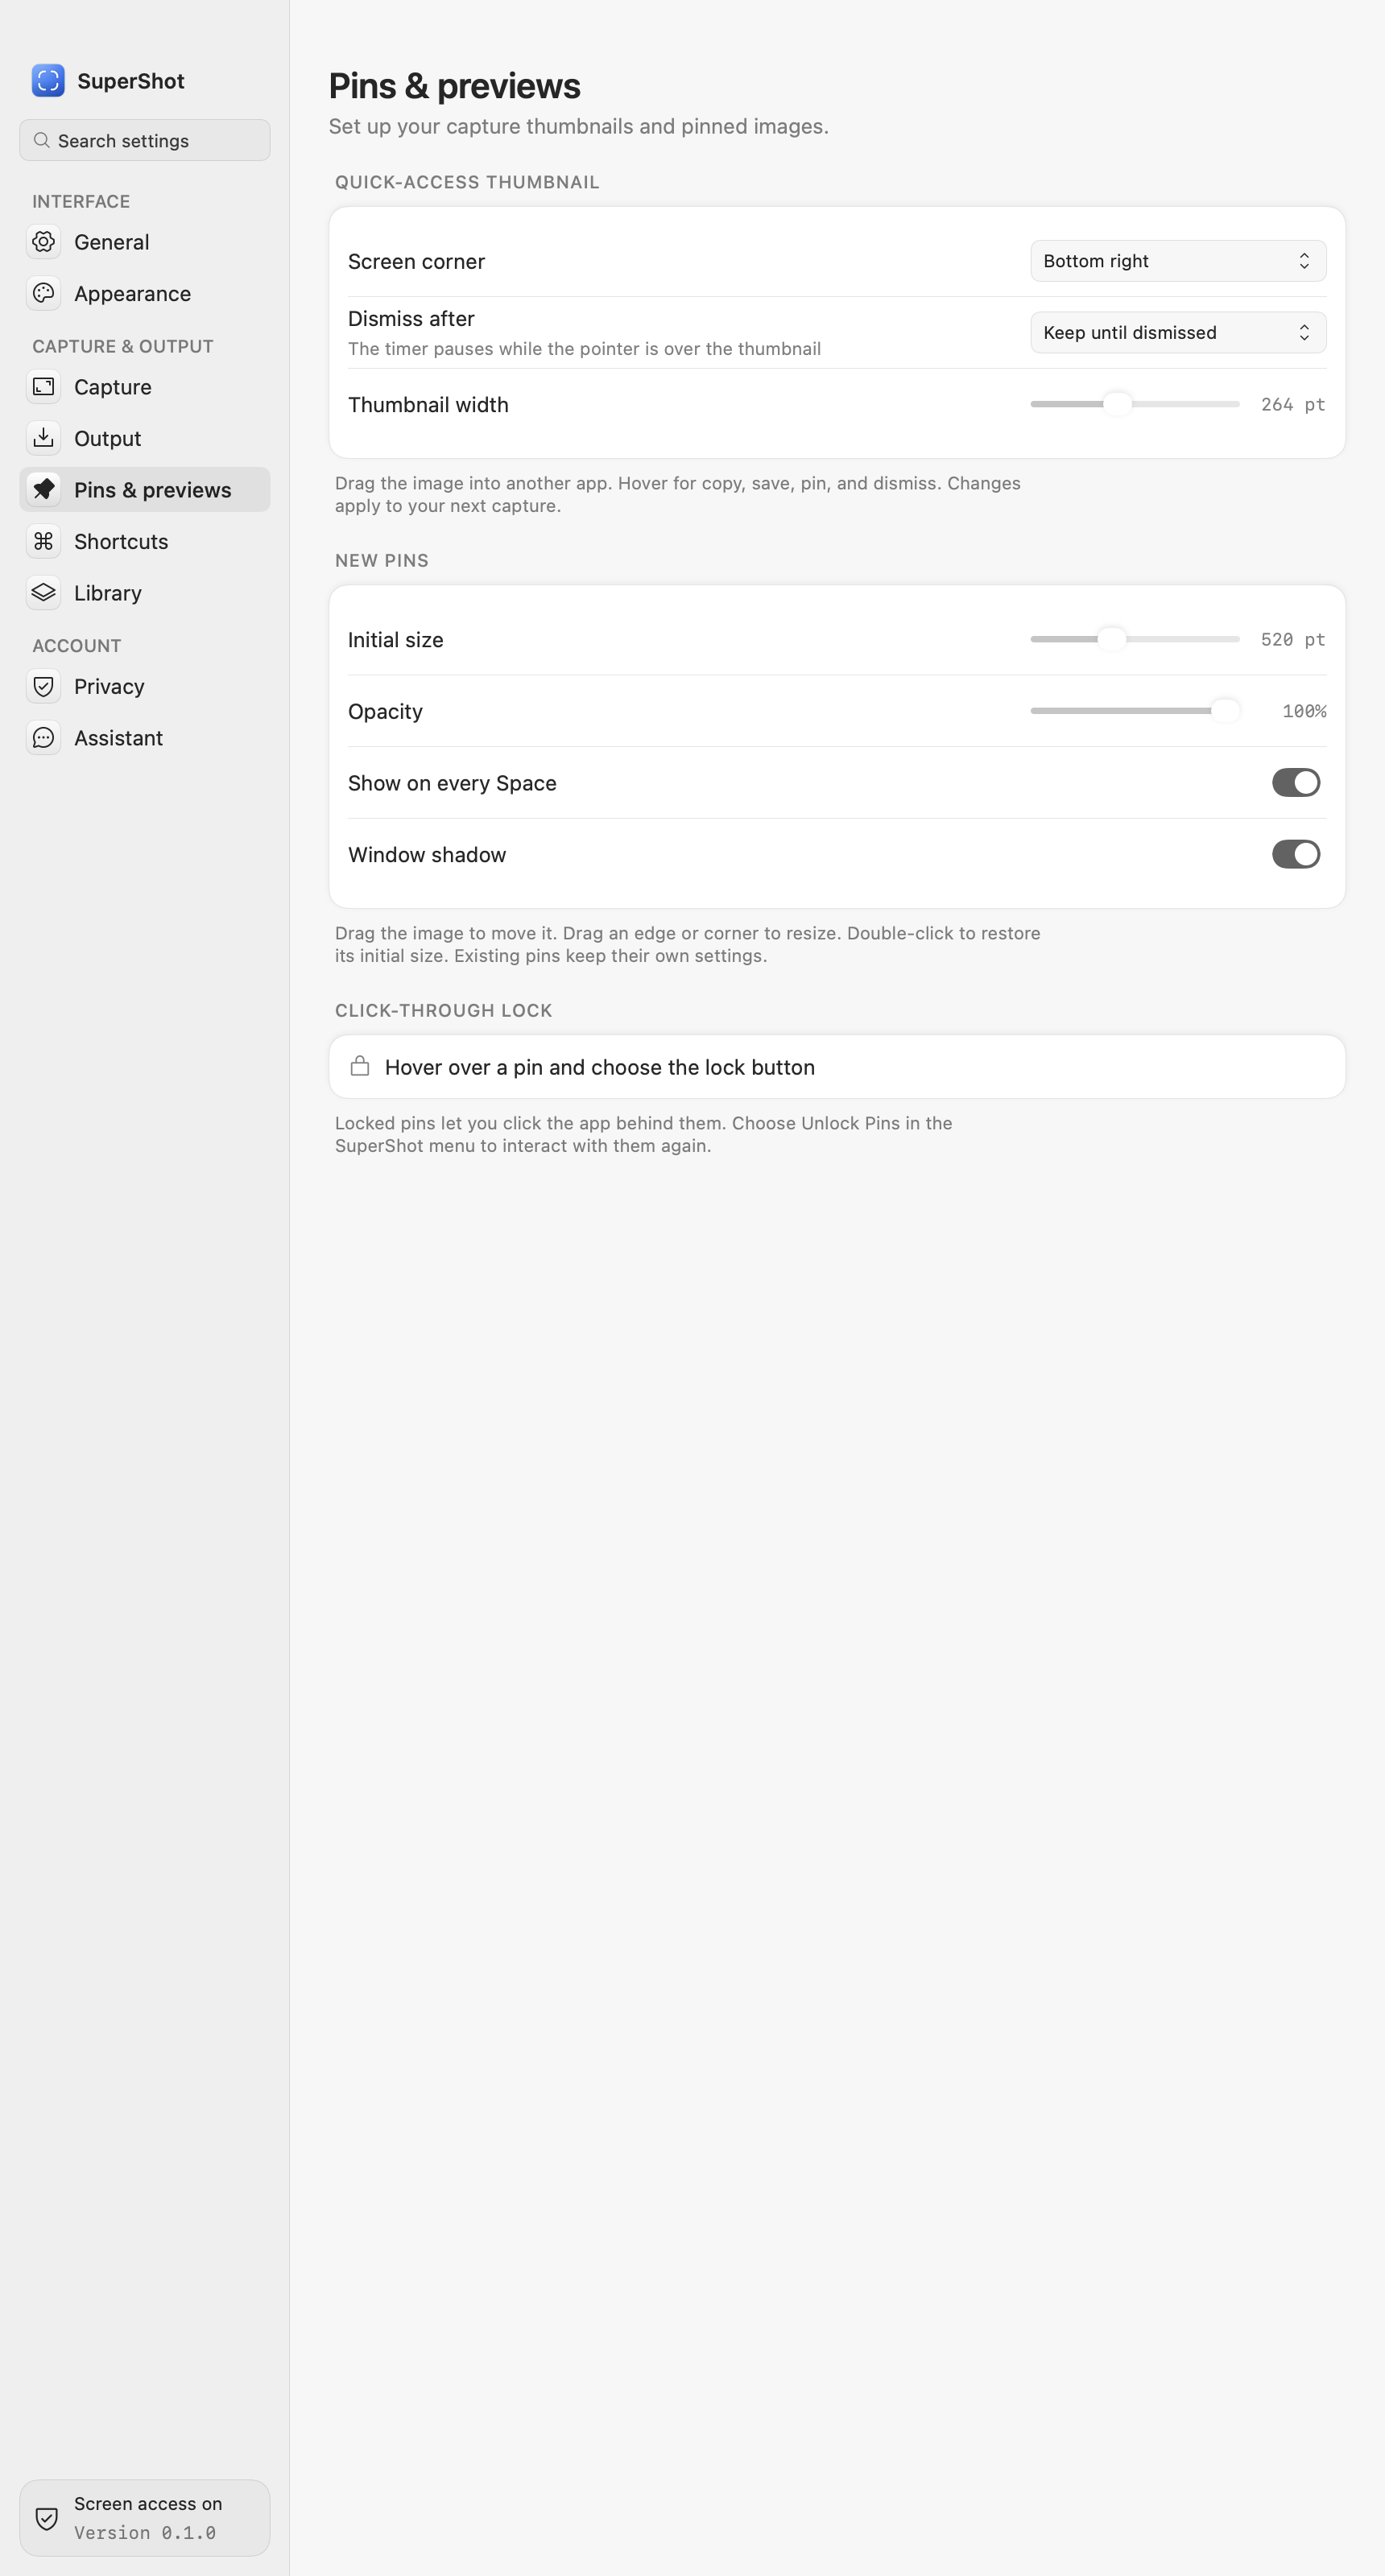 SuperShot
Search settings
INTERFACE
General
Appearance
CAPTURE & OUTPUT
Capture
Output
Pins & previews
Shortcuts
Library
ACCOUNT
Privacy
Assistant
Screen access on
Version 0.1.0
Pins & previews
Set up your capture thumbnails and pinned images.
QUICK-ACCESS THUMBNAIL
Screen corner
Bottom right
Dismiss after
The timer pauses while the pointer is over the thumbnail
Keep until dismissed
Thumbnail width
264 pt
Drag the image into another app. Hover for copy, save, pin, and dismiss. Changes
apply to your next capture.
NEW PINS
Initial size
520 pt
Opacity
100%
Show on every Space
Window shadow
Drag the image to move it. Drag an edge or corner to resize. Double-click to restore
its initial size. Existing pins keep their own settings.
CLICK-THROUGH LOCK
Hover over a pin and choose the lock button
Locked pins let you click the app behind them. Choose Unlock Pins in the
SuperShot menu to interact with them again.